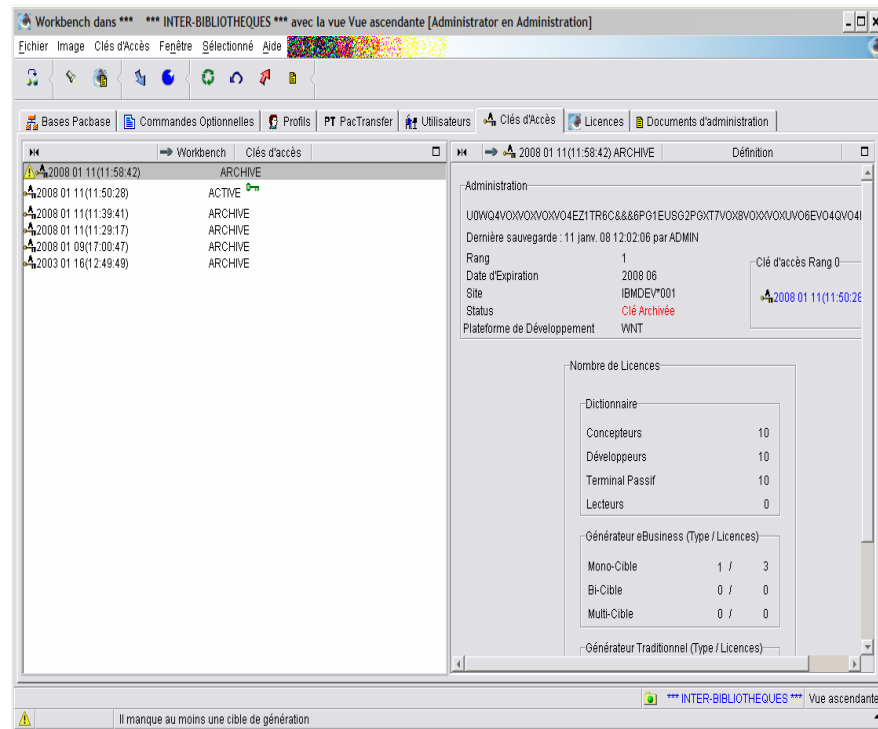 Workbench dans *** *** INTER-BIBLIOTHEQUES *** avec la vue Vue ascendante [Administrator en Administration]
Fichier Image Clés d'Accès Fenêtre Sélectionné Aide
Bases Pacbase Commandes Optionnelles Profils PT PacTransfer Utilisateurs Clés d'Accès Licences Documents d'administration
Workbench Clés d'accès
2008 01 11(11:58:42) ARCHIVE
2008 01 11(11:50:28) ACTIVE
2008 01 11(11:39:41) ARCHIVE
2008 01 11(11:29:17) ARCHIVE
2008 01 09(17:00:47) ARCHIVE
2003 01 16(12:49:49) ARCHIVE
2008 01 11(11:58:42) ARCHIVE Définition
Administration
U0WQ4VOXVOXVOXVO4EZ1TR6C&&&6PG1EUSG2PGXT7VOX8VOXXVOXUVO6EVO4QVO4
Dernière sauvegarde : 11 janv. 08 12:02:06 par ADMIN
Rang 1
Date d'Expiration 2008 06
Site IBMDEV*001
Status Clé Archivée
Plateforme de Développement WNT
Clé d'accès Rang 0
2008 01 11(11:50:28
Nombre de Licences
Dictionnaire
Concepteurs 10
Développeurs 10
Terminal Passif 10
Lecteurs 0
Générateur eBusiness (Type / Licences)
Mono-Cible 1 / 3
Bi-Cible 0 / 0
Multi-Cible 0 / 0
Générateur Traditionnel (Type / Licences)
*** INTER-BIBLIOTHEQUES *** Vue ascendante
Il manque au moins une cible de génération